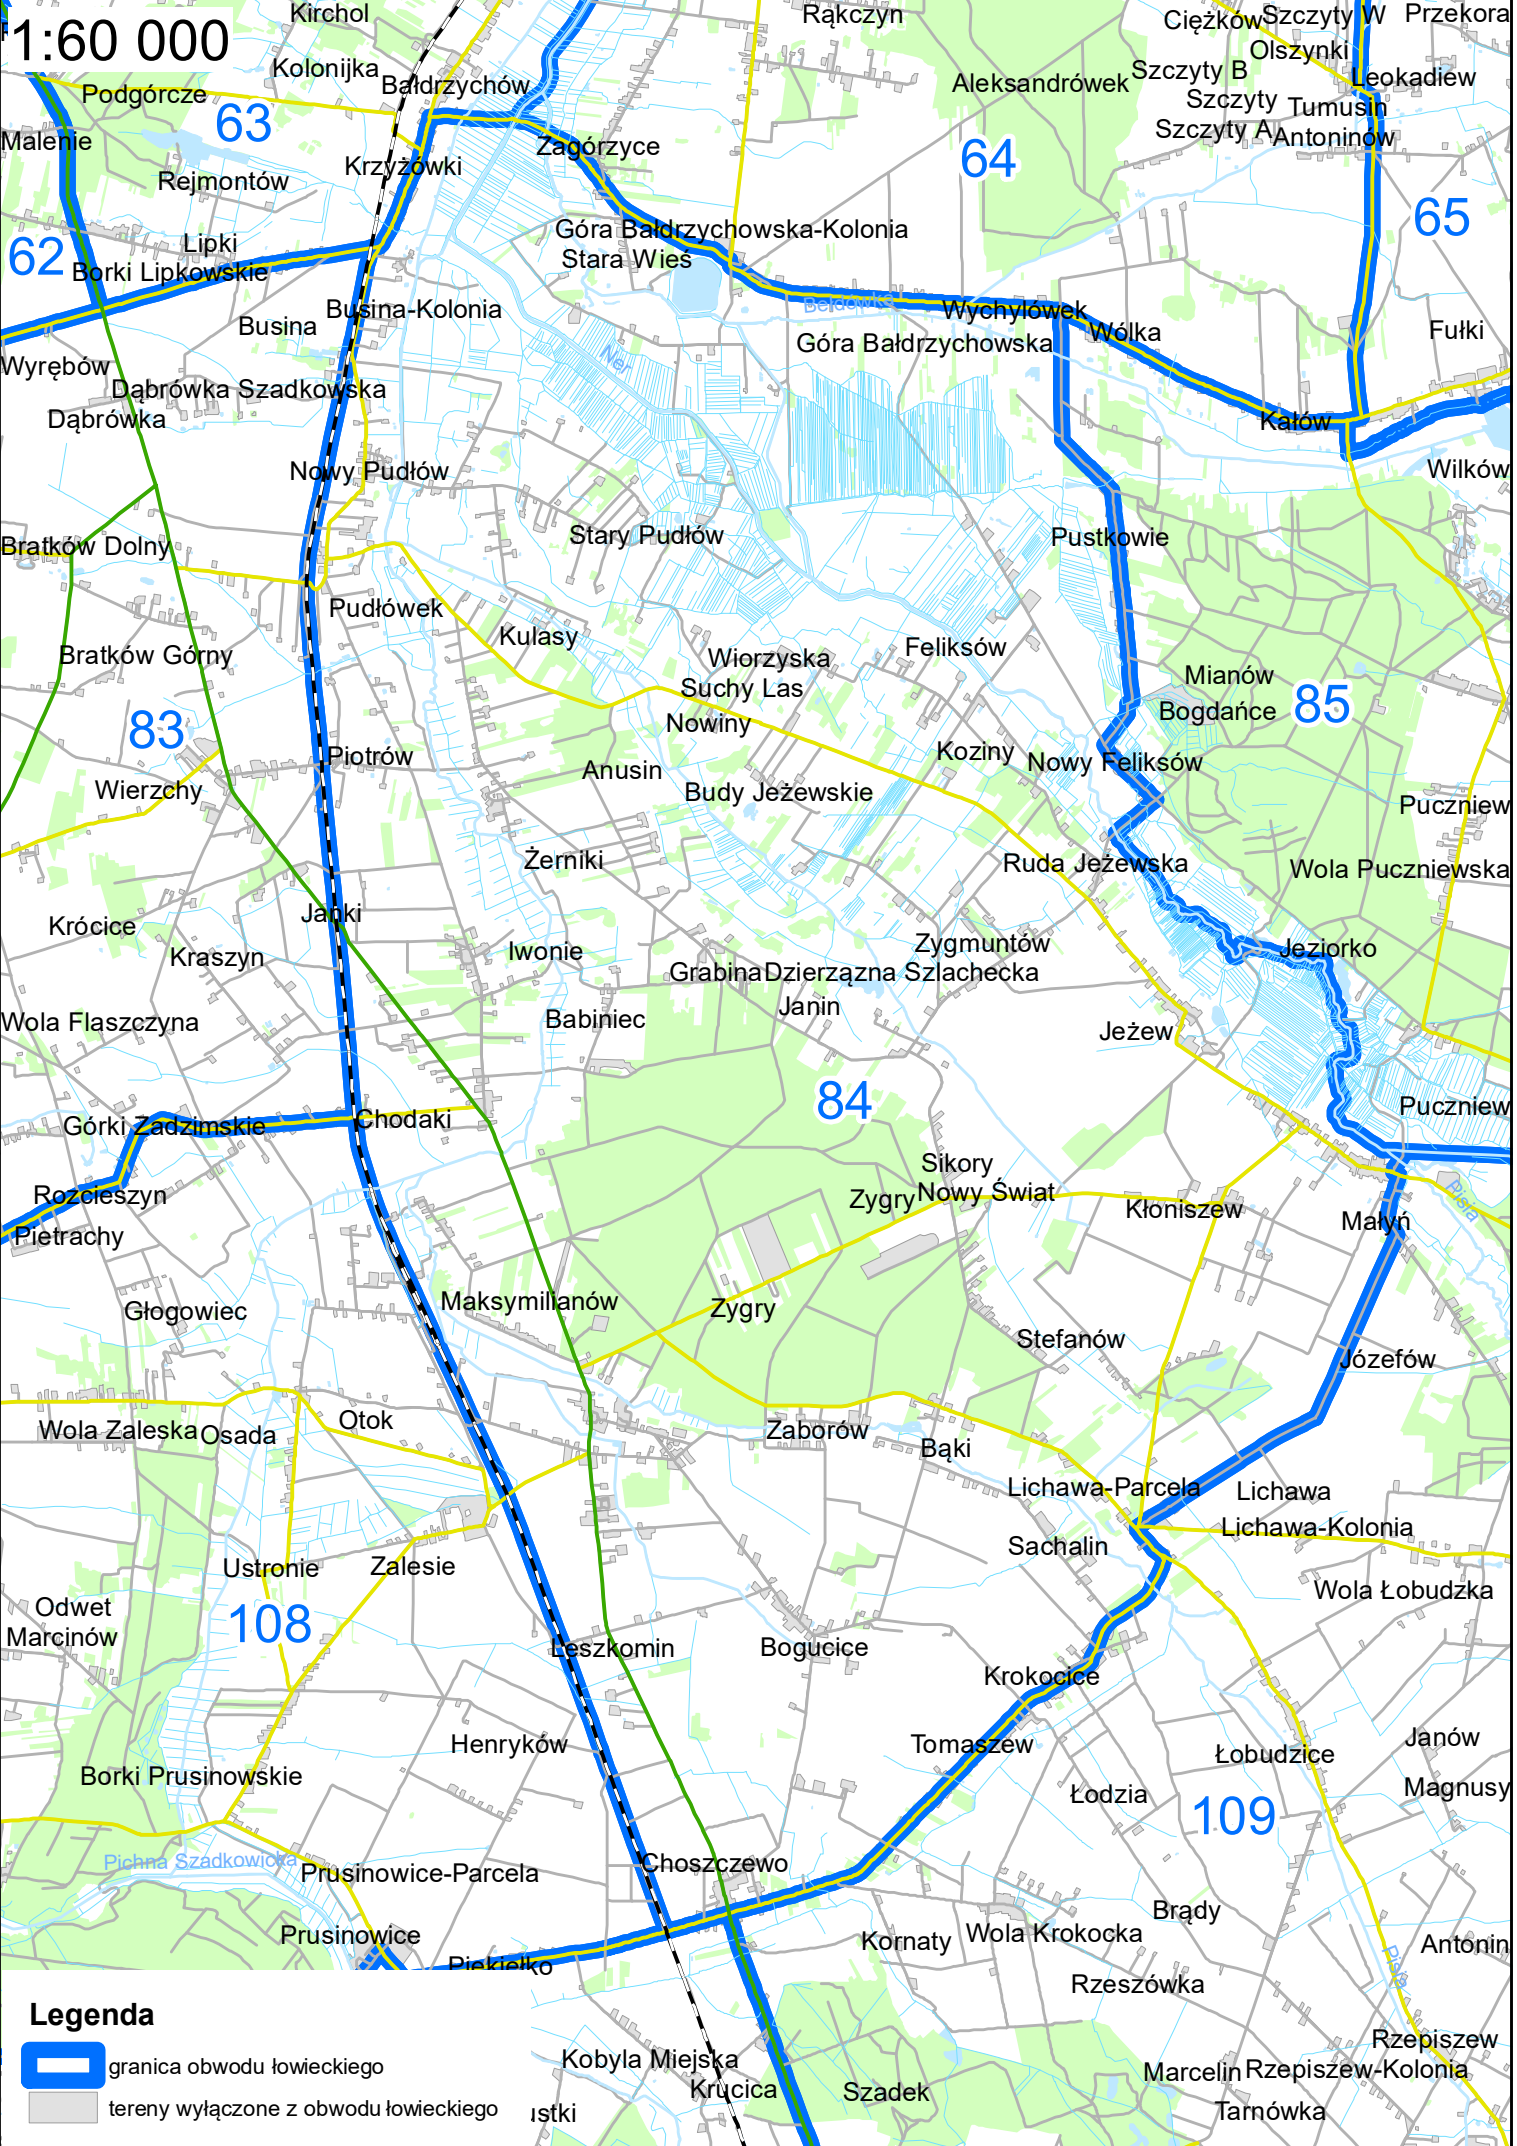 1:60 000
Kirchol
Rąkczyn
Ciężków
Szczyty W
Przekora
Olszynki
Kolonijka
Bałdrzychów
Aleksandrówek
Szczyty B
Leokadiew
Podgórcze
Szczyty
Tumusin
63
Szczyty A
Antoninów
Malenie
Zagórzyce
64
Krzyżówki
Rejmontów
65
Góra Bałdrzychowska-Kolonia
Lipki
62
Stara Wieś
Borki Lipkowskie
Bełdówka
Busina-Kolonia
Wychylówek
Busina
Wólka
Fułki
Góra Bałdrzychowska
Ner
Wyrębów
Dąbrówka Szadkowska
Dąbrówka
Kałów
Nowy Pudłów
Wilków
Stary Pudłów
Pustkowie
Bratków Dolny
Pudłówek
Kulasy
Feliksów
Bratków Górny
Wiorzyska
Mianów
Suchy Las
85
Bogdańce
Nowiny
83
Piotrów
Koziny
Nowy Feliksów
Anusin
Wierzchy
Budy Jeżewskie
Puczniew
Żerniki
Ruda Jeżewska
Wola Puczniewska
Janki
Krócice
Zygmuntów
Jeziorko
Kraszyn
Iwonie
Grabina
Dzierzązna Szlachecka
Janin
Wola Flaszczyna
Babiniec
Jeżew
84
Puczniew
Górki Zadzimskie
Chodaki
Sikory
Rozcieszyn
Zygry
Nowy Świat
Pisia
Kłoniszew
Małyń
Pietrachy
Głogowiec
Maksymilianów
Zygry
Stefanów
Józefów
Otok
Wola Zaleska
Osada
Zaborów
Bąki
Lichawa-Parcela
Lichawa
Lichawa-Kolonia
Sachalin
Ustronie
Zalesie
Wola Łobudzka
Odwet
108
Marcinów
Leszkomin
Bogucice
Krokocice
Henryków
Tomaszew
Janów
Łobudzice
Borki Prusinowskie
Łodzia
Magnusy
109
Pichna Szadkowicka
Choszczewo
Prusinowice-Parcela
Brądy
Prusinowice
Kornaty
Wola Krokocka
Antonin
Piekiełko
Pisia
Rzeszówka
Legenda
Rzepiszew
granica obwodu łowieckiego
Kobyla Miejska
Marcelin
Rzepiszew-Kolonia
Krucica
Szadek
tereny wyłączone z obwodu łowieckiego
ustki
Tarnówka